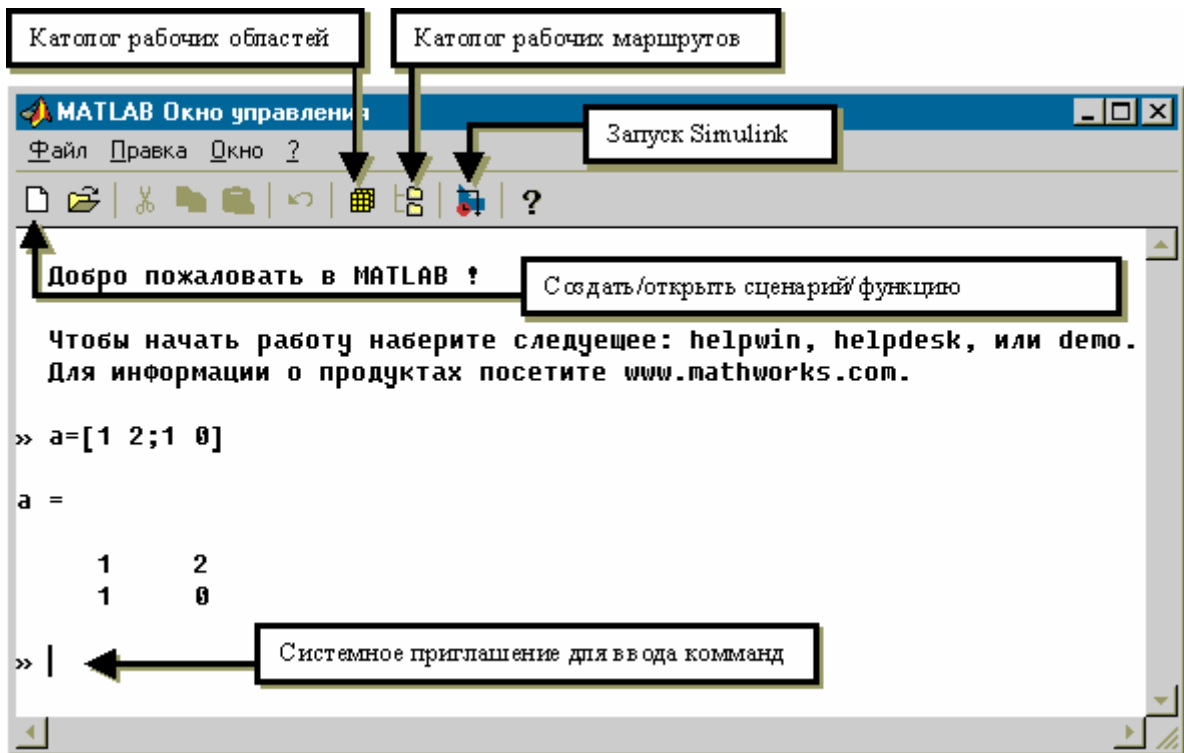 Католог рабочих областей
Католог рабочих маршрутов
MATLAB Окно управления
Запуск Simulink
Файл Правка Окно ?
?
Добро пожаловать в MATLAB !
Создать/открыть сценарий/функцию
Чтобы начать работу наберите следуещее: helpwin, helpdesk, или demo.
Для информации о продуктах посетите www.mathworks.com.
» a=[1 2;1 0]
a =
1 2
1 0
» 
Системное приглашение для ввода комманд